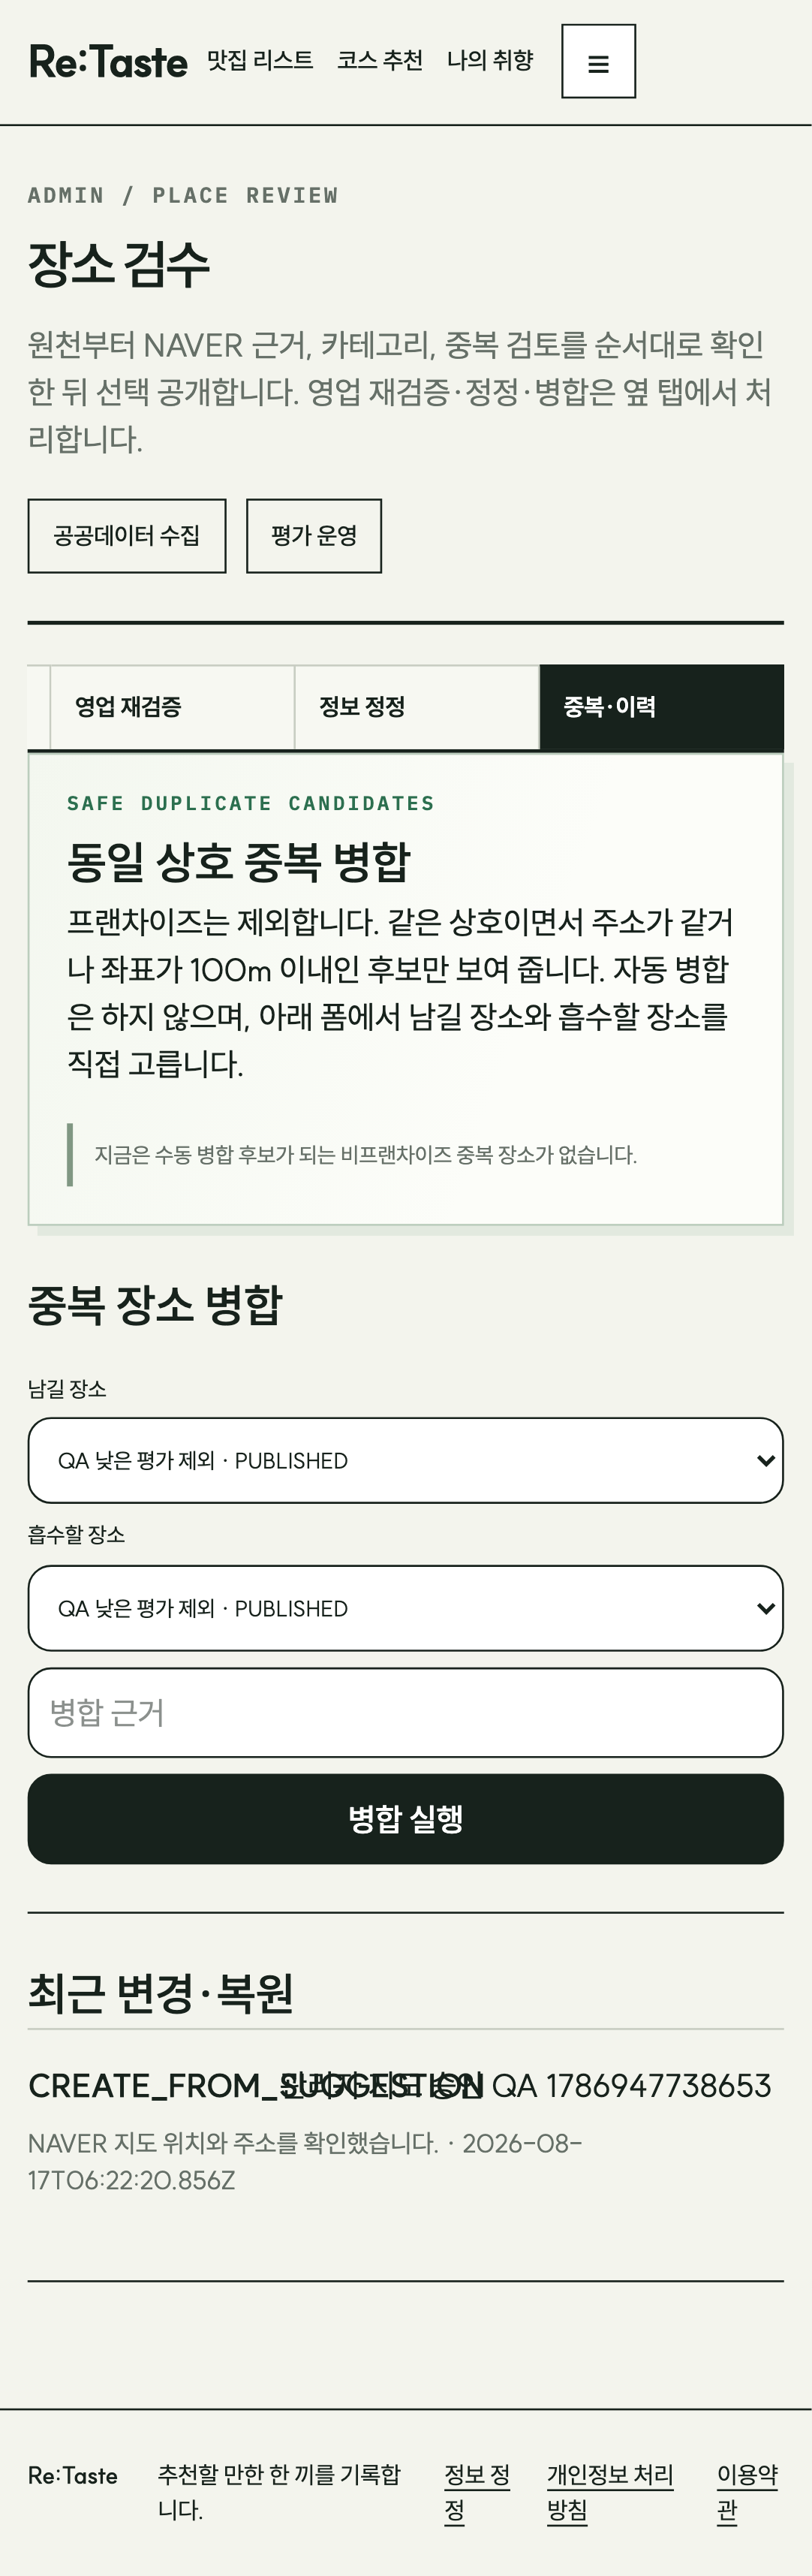 Re:Taste 맛집 리스트 코스 추천 나의 취향
ADMIN / PLACE REVIEW
장소 검수
원천부터 NAVER 근거, 카테고리, 중복 검토를 순서대로 확인
한 뒤 선택 공개합니다. 영업 재검증·정정·병합은 옆 탭에서 처
리합니다.
공공데이터 수집 평가 운영
영업 재검증 정보 정정 중복·이력
SAFE DUPLICATE CANDIDATES
동일 상호 중복 병합
프랜차이즈는 제외합니다. 같은 상호이면서 주소가 같거
나 좌표가 100m 이내인 후보만 보여 줍니다. 자동 병합
은 하지 않으며, 아래 폼에서 남길 장소와 흡수할 장소를
직접 고릅니다.
지금은 수동 병합 후보가 되는 비프랜차이즈 중복 장소가 없습니다.
중복 장소 병합
남길 장소
QA 낮은 평가 제외 · PUBLISHED
흡수할 장소
QA 낮은 평가 제외 · PUBLISHED
병합 근거
병합 실행
최근 변경·복원
CREATE_FROM_SUGGESTION QA 1786947738653
NAVER 지도 위치와 주소를 확인했습니다. · 2026-08-
17T06:22:20.856Z
Re:Taste 추천할 만한 한 끼를 기록합 정보 정 개인정보 처리 이용약
니다. 정 방침 관